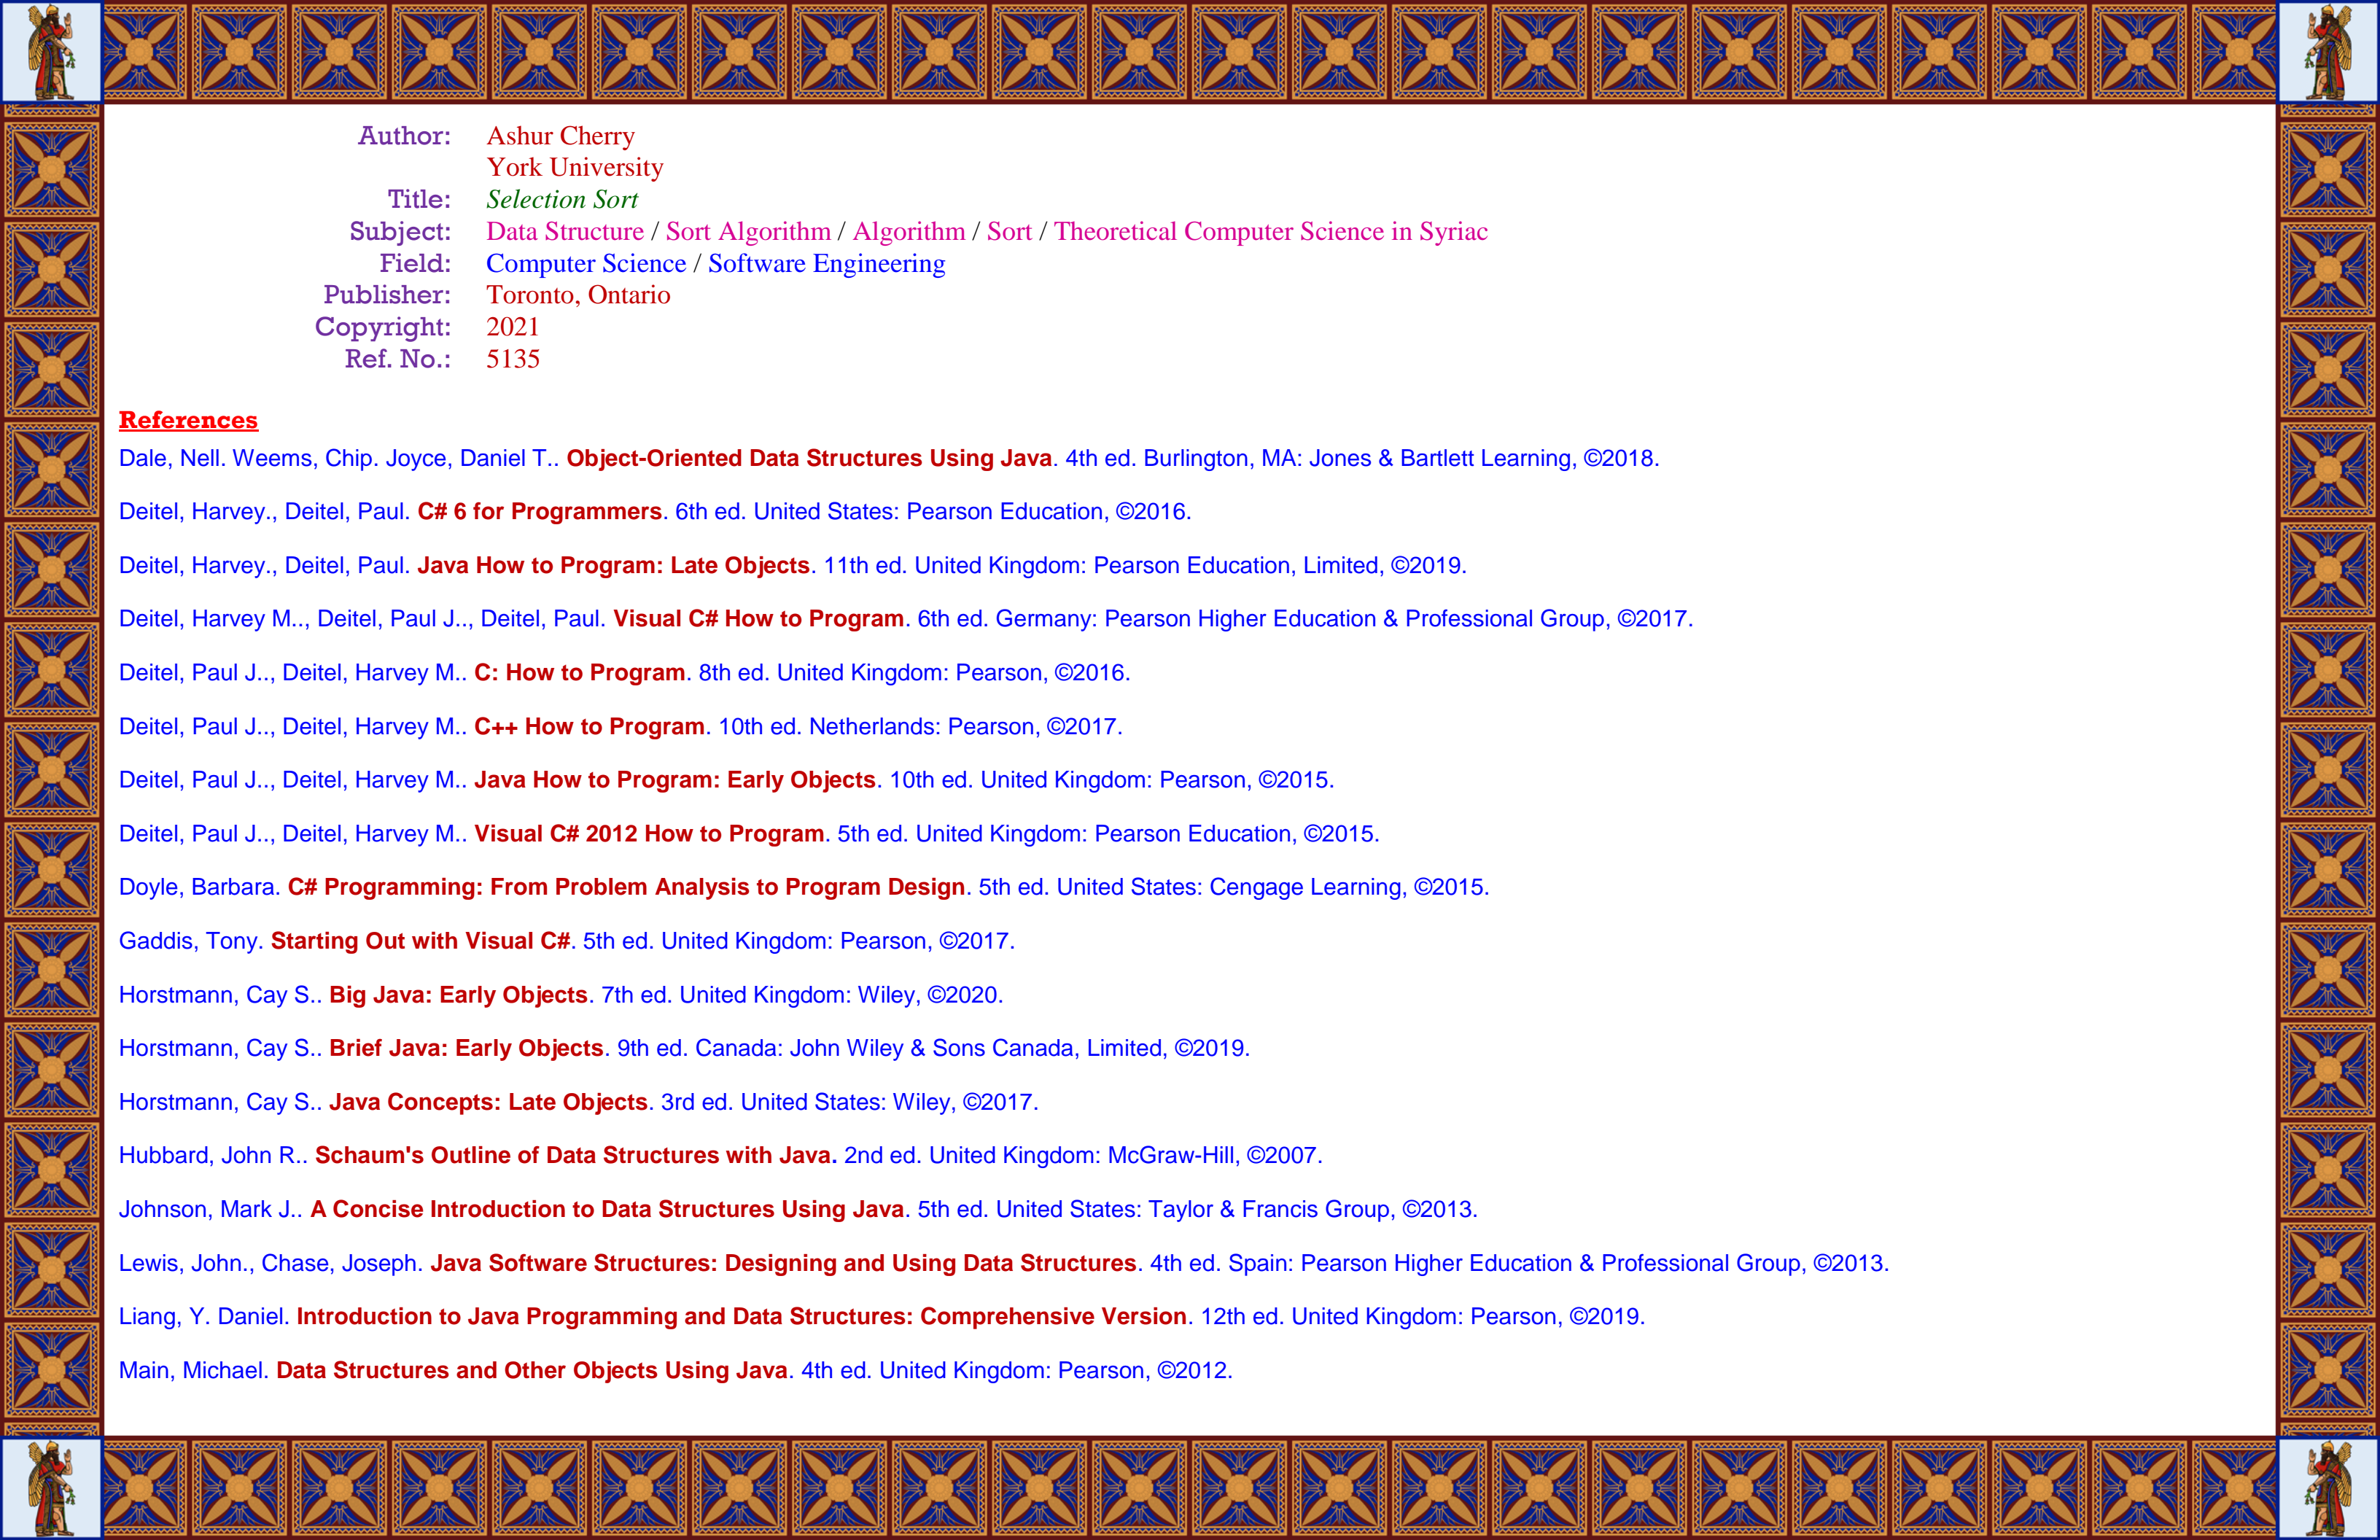 Author: Ashur Cherry
York University
Title: Selection Sort
Subject: Data Structure / Sort Algorithm / Algorithm / Sort / Theoretical Computer Science in Syriac
Field: Computer Science / Software Engineering
Publisher: Toronto, Ontario
Copyright: 2021
Ref. No.: 5135
References
Dale, Nell. Weems, Chip. Joyce, Daniel T.. Object-Oriented Data Structures Using Java. 4th ed. Burlington, MA: Jones & Bartlett Learning, ©2018.
Deitel, Harvey., Deitel, Paul. C# 6 for Programmers. 6th ed. United States: Pearson Education, ©2016.
Deitel, Harvey., Deitel, Paul. Java How to Program: Late Objects. 11th ed. United Kingdom: Pearson Education, Limited, ©2019.
Deitel, Harvey M.., Deitel, Paul J.., Deitel, Paul. Visual C# How to Program. 6th ed. Germany: Pearson Higher Education & Professional Group, ©2017.
Deitel, Paul J.., Deitel, Harvey M.. C: How to Program. 8th ed. United Kingdom: Pearson, ©2016.
Deitel, Paul J.., Deitel, Harvey M.. C++ How to Program. 10th ed. Netherlands: Pearson, ©2017.
Deitel, Paul J.., Deitel, Harvey M.. Java How to Program: Early Objects. 10th ed. United Kingdom: Pearson, ©2015.
Deitel, Paul J.., Deitel, Harvey M.. Visual C# 2012 How to Program. 5th ed. United Kingdom: Pearson Education, ©2015.
Doyle, Barbara. C# Programming: From Problem Analysis to Program Design. 5th ed. United States: Cengage Learning, ©2015.
Gaddis, Tony. Starting Out with Visual C#. 5th ed. United Kingdom: Pearson, ©2017.
Horstmann, Cay S.. Big Java: Early Objects. 7th ed. United Kingdom: Wiley, ©2020.
Horstmann, Cay S.. Brief Java: Early Objects. 9th ed. Canada: John Wiley & Sons Canada, Limited, ©2019.
Horstmann, Cay S.. Java Concepts: Late Objects. 3rd ed. United States: Wiley, ©2017.
Hubbard, John R.. Schaum's Outline of Data Structures with Java. 2nd ed. United Kingdom: McGraw-Hill, ©2007.
Johnson, Mark J.. A Concise Introduction to Data Structures Using Java. 5th ed. United States: Taylor & Francis Group, ©2013.
Lewis, John., Chase, Joseph. Java Software Structures: Designing and Using Data Structures. 4th ed. Spain: Pearson Higher Education & Professional Group, ©2013.
Liang, Y. Daniel. Introduction to Java Programming and Data Structures: Comprehensive Version. 12th ed. United Kingdom: Pearson, ©2019.
Main, Michael. Data Structures and Other Objects Using Java. 4th ed. United Kingdom: Pearson, ©2012.